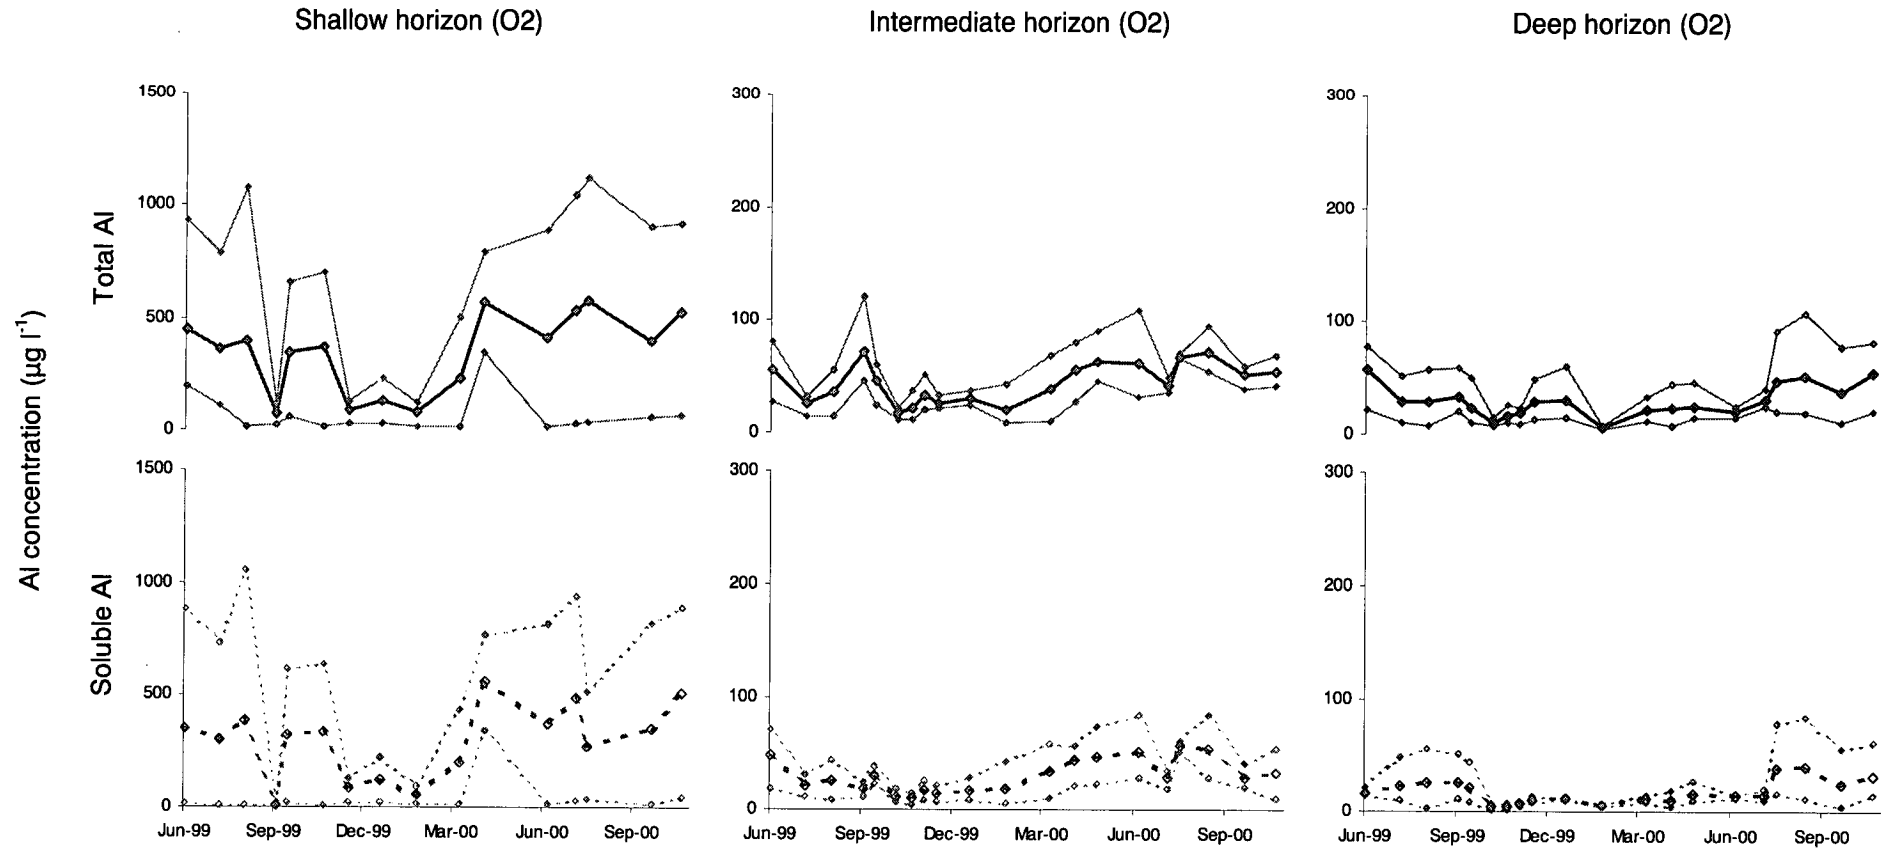 Shallow horizon (O2)
Intermediate horizon (O2)
Deep horizon (O2)
Al concentration (µg l-1)
Total Al
1500
1000
500
0
300
200
100
0
300
200
100
0
Soluble Al
1500
1000
500
0
Jun-99 Sep-99 Dec-99 Mar-00 Jun-00 Sep-00
300
200
100
0
Jun-99 Sep-99 Dec-99 Mar-00 Jun-00 Sep-00
300
200
100
0
Jun-99 Sep-99 Dec-99 Mar-00 Jun-00 Sep-00